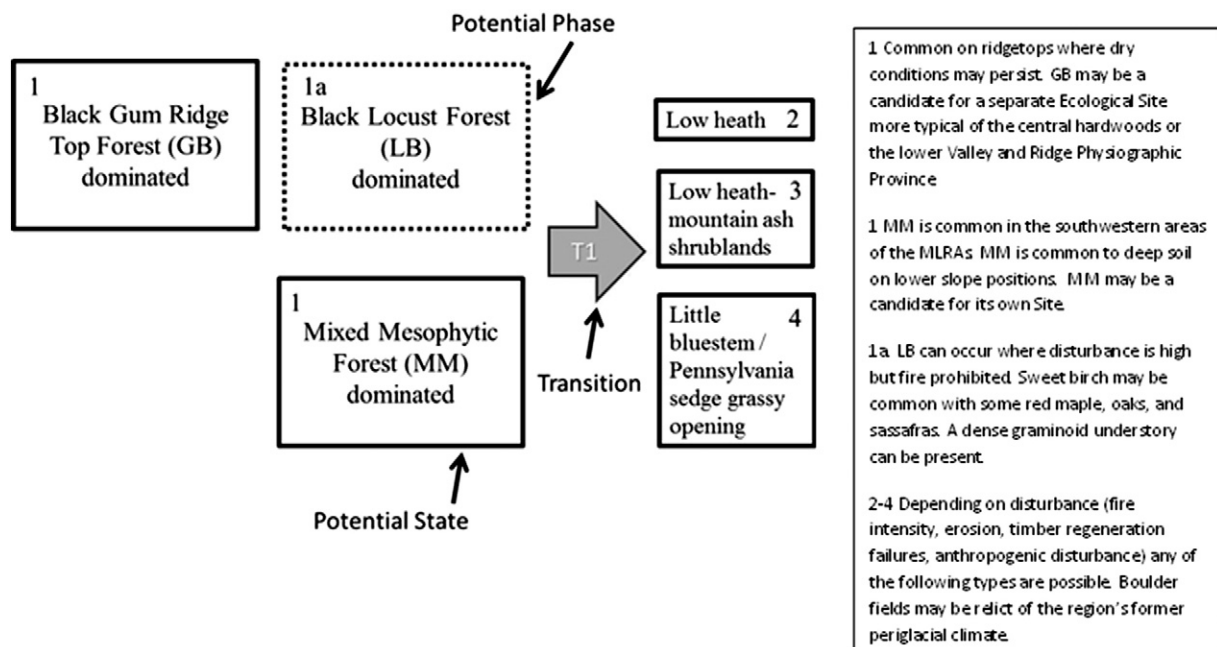 Potential Phase
1
Black Gum Ridge
Top Forest (GB)
dominated
1a
Black Locust Forest
(LB)
dominated
1
Mixed Mesophytic
Forest (MM)
dominated
Potential State
T1
Transition
Low heath 2
Low heath- 3
mountain ash
shrublands
Little 4
bluestem /
Pennsylvania
sedge grassy
opening
1 Common on ridgetops where dry
conditions may persist. GB may be a
candidate for a separate Ecological Site
more typical of the central hardwoods or
the lower Valley and Ridge Physiographic
Province
1 MM is common in the southwestern areas
of the MLRAs. MM is common to deep soil
on lower slope positions. MM may be a
candidate for its own Site.
1a. LB can occur where disturbance is high
but fire prohibited. Sweet birch may be
common with some red maple, oaks, and
sassafras. A dense graminoid understory
can be present.
2-4 Depending on disturbance (fire
intensity, erosion, timber regeneration
failures, anthropogenic disturbance) any of
the following types are possible. Boulder
fields may be relict of the region's former
periglacial climate.